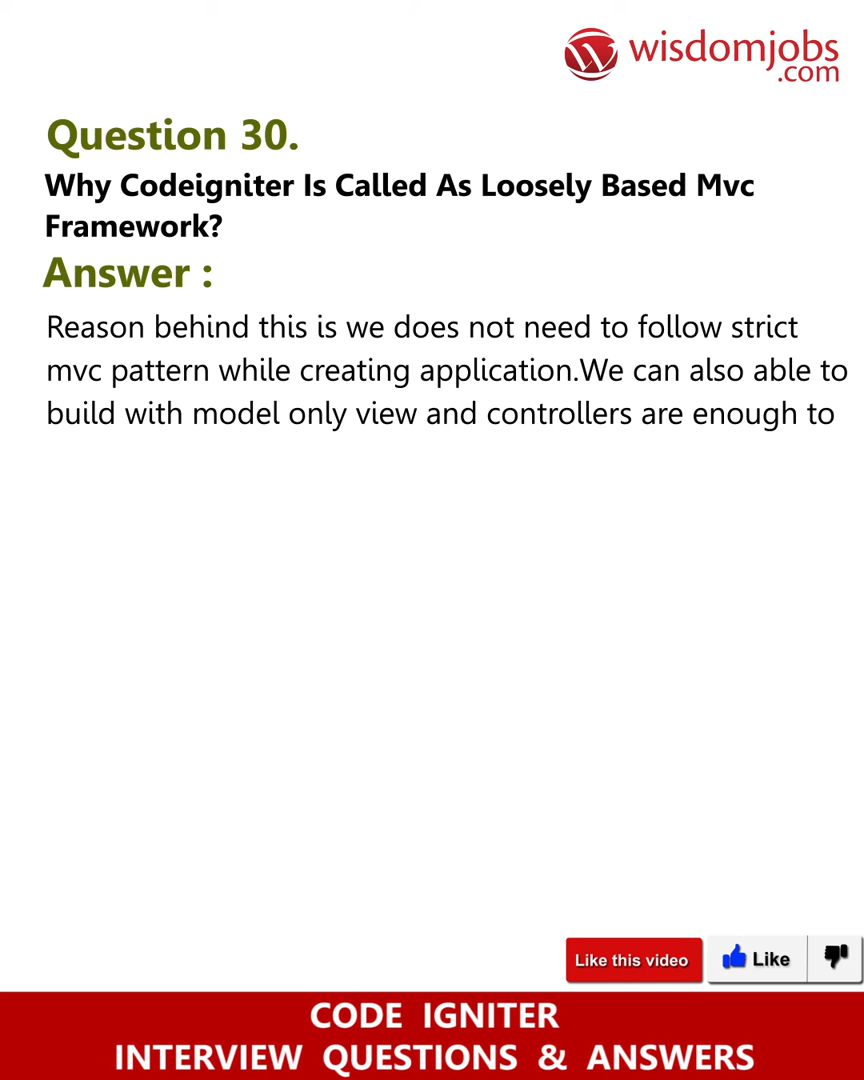 wisdomjobs
.com
Question 30.
Why Codeigniter Is Called As Loosely Based Mvc
Framework?
Answer :
Reason behind this is we does not need to follow strict
mvc pattern while creating application.We can also able to
build with model only view and controllers are enough to
Like this video
Like
CODE IGNITER
INTERVIEW QUESTIONS & ANSWERS